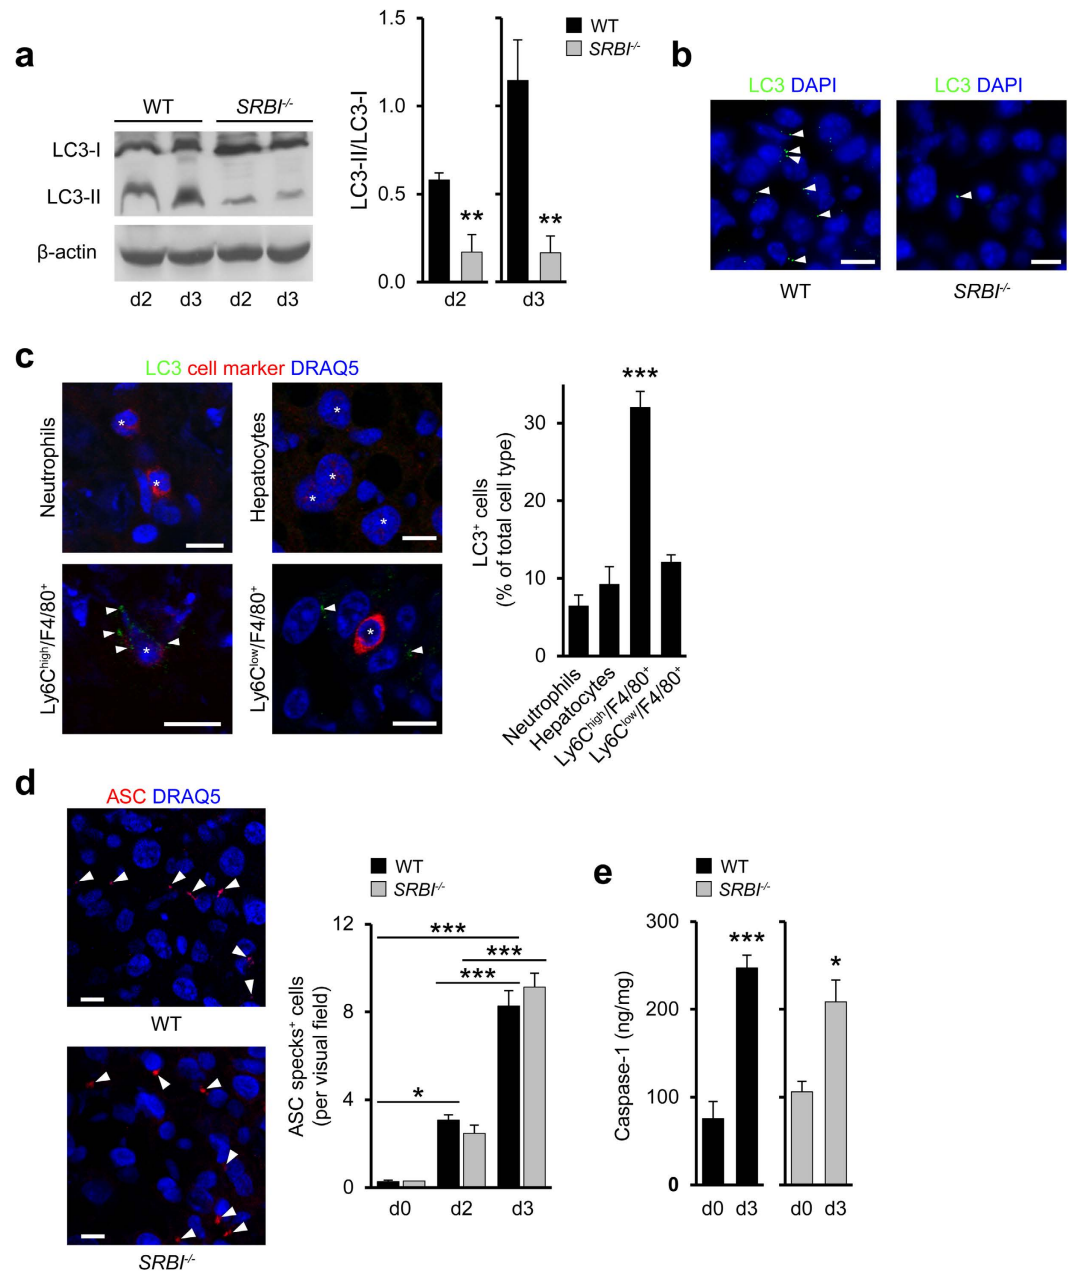 a
WT SRBI-/-
LC3-I
LC3-II
β-actin
d2 d3 d2 d3
LC3-II/LC3-I
1.5
1.0
0.5
0.0
** **
d2 d3
WT
SRBI-/-
b
LC3 DAPI LC3 DAPI
WT SRBI-/-
c
LC3 cell marker DRAQ5
Neutrophils
Hepatocytes
* * * * * *
Ly6Chigh/F4/80+
Ly6Clow/F4/80+
* *
LC3+ cells
(% of total cell type)
30
20
10
0
***
Neutrophils
Hepatocytes
Ly6Chigh/F4/80+
Ly6Clow/F4/80+
d
ASC DRAQ5
WT
SRBI-/-
WT
SRBI-/-
ASC specks+ cells
(per visual field)
12
8
4
0
***
***
***
*
d0 d2 d3
e
WT
SRBI-/-
Caspase-1 (ng/mg)
300
200
100
0
*** *
d0 d3 d0 d3